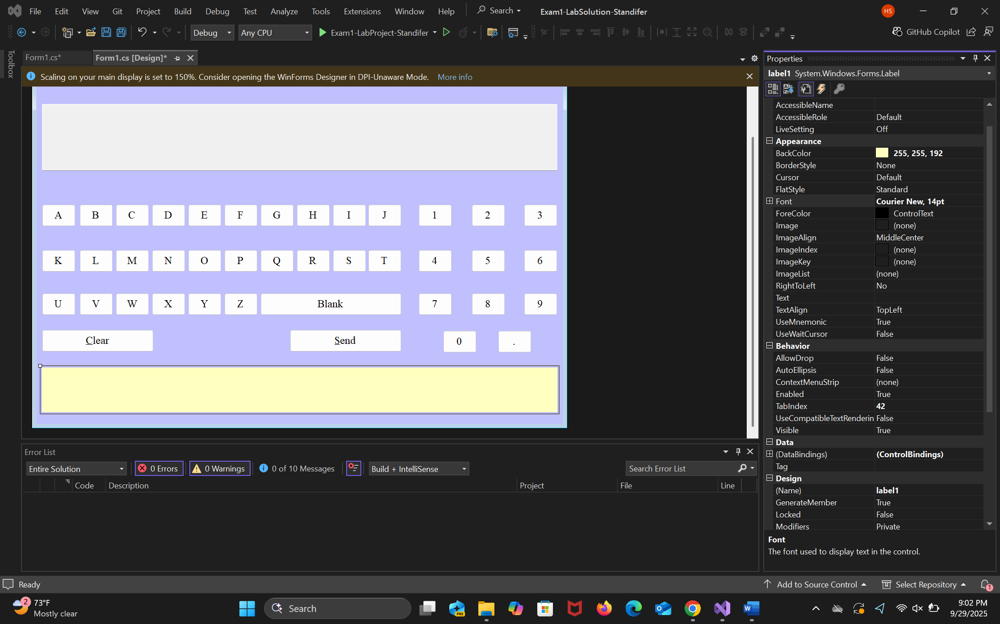 File Edit View Git Project Build Debug Test Analyze Tools Extensions Window Help Search Exam1-LabSolution-Standifer HS
Debug Any CPU Exam1-LabProject-Standifer GitHub Copilot
Toolbox
Form1.cs* Form1.cs [Design]*
Scaling on your main display is set to 150%. Consider opening the WinForms Designer in DPI-Unaware Mode. More info
A B C D E F G H I J 1 2 3
K L M N O P Q R S T 4 5 6
U V W X Y Z Blank 7 8 9
Clear Send 0 .
Properties
label1 System.Windows.Forms.Label
AccessibleName
AccessibleRole Default
LiveSetting Off
Appearance
BackColor 255, 255, 192
BorderStyle None
Cursor Default
FlatStyle Standard
Font Courier New, 14pt
ForeColor ControlText
Image (none)
ImageAlign MiddleCenter
ImageIndex (none)
ImageKey (none)
ImageList (none)
RightToLeft No
Text
TextAlign TopLeft
UseMnemonic True
UseWaitCursor False
Behavior
AllowDrop False
AutoEllipsis False
ContextMenuStrip (none)
Enabled True
TabIndex 42
UseCompatibleTextRenderin False
Visible True
Data
(DataBindings) (ControlBindings)
Tag
Design
(Name) label1
GenerateMember True
Locked False
Modifiers Private
Font
The font used to display text in the control.
Error List
Entire Solution 0 Errors 0 Warnings 0 of 10 Messages Build + IntelliSense Search Error List
Code Description Project File Line
Ready Add to Source Control Select Repository 1
2 73°F
Mostly clear
Search
PRE
9:02 PM
9/29/2025